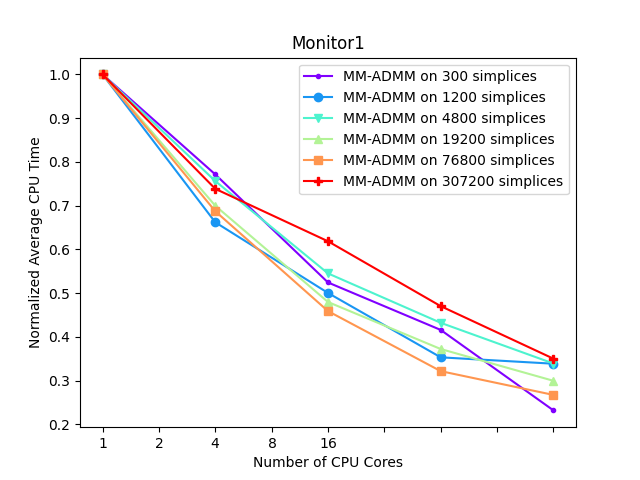 Monitor1
MM-ADMM on 300 simplices
MM-ADMM on 1200 simplices
MM-ADMM on 4800 simplices
MM-ADMM on 19200 simplices
MM-ADMM on 76800 simplices
MM-ADMM on 307200 simplices
Normalized Average CPU Time
1.0
0.9
0.8
0.7
0.6
0.5
0.4
0.3
0.2
1 2 4 8 16
Number of CPU Cores